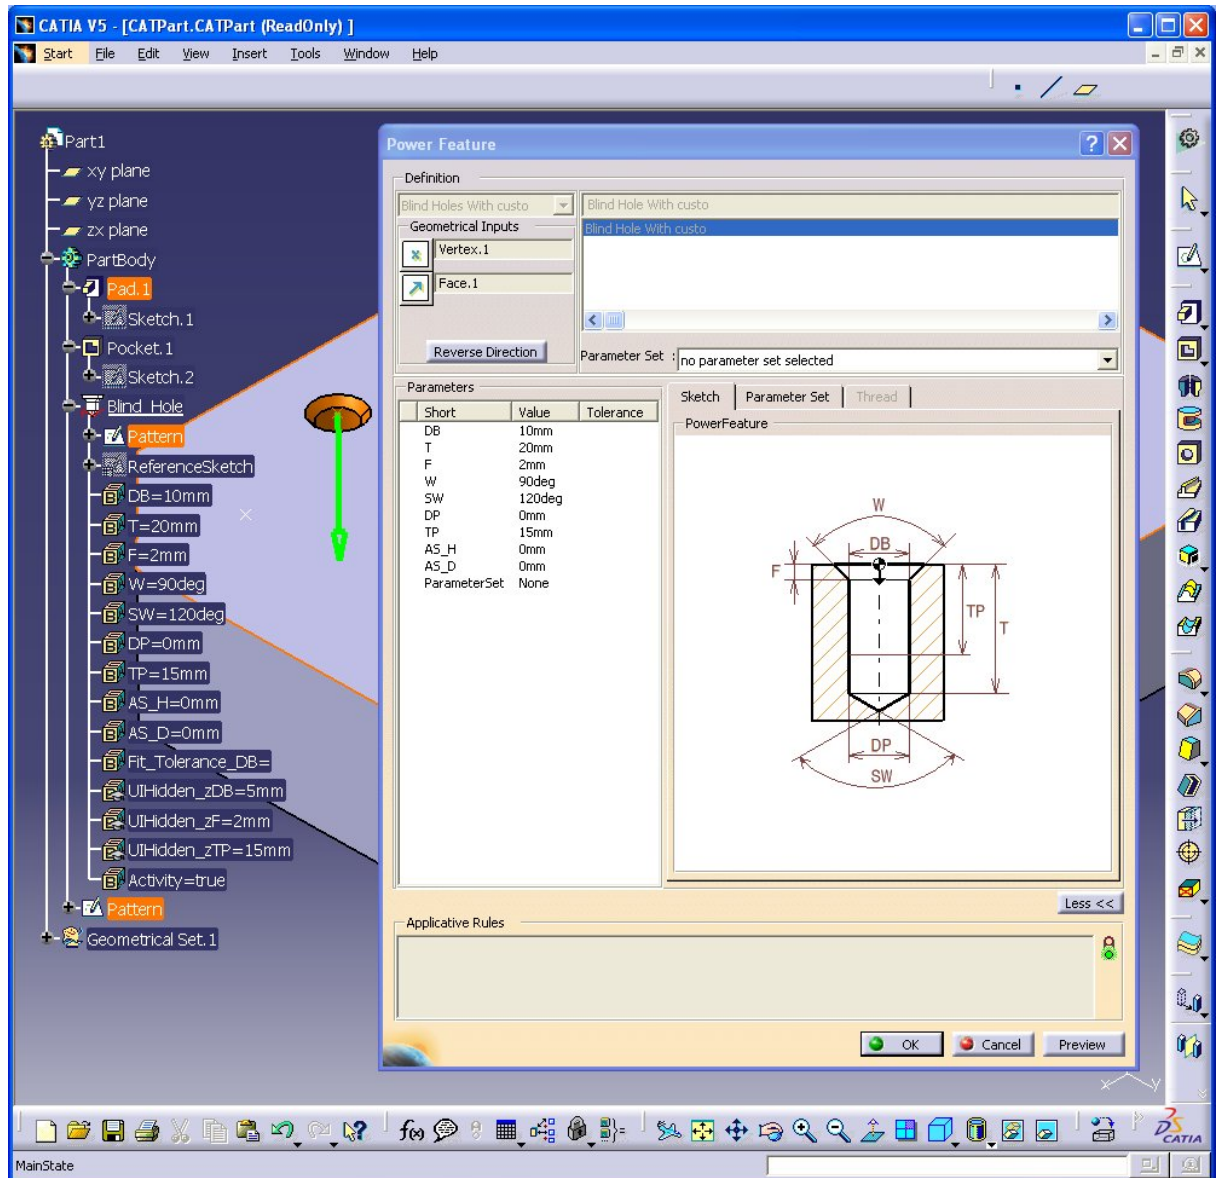 CATIA V5 - [CATPart.CATPart (ReadOnly) ]
Start File Edit View Insert Tools Window Help
Part1
xy plane
yz plane
zx plane
PartBody
Pad.1
Sketch.1
Pocket.1
Sketch.2
Blind_Hole
Pattern
ReferenceSketch
DB=10mm
T=20mm
F=2mm
W=90deg
SW=120deg
DP=0mm
TP=15mm
AS_H=0mm
AS_D=0mm
Fit_Tolerance_DB=
UIHidden_zDB=5mm
UIHidden_zF=2mm
UIHidden_zTP=15mm
Activity=true
Pattern
Geometrical Set.1
Power Feature
Definition
Blind Holes With custo
Blind Hole With custo
Blind Hole With custo
Geometrical Inputs
Vertex.1
Face.1
Reverse Direction
Parameter Set : no parameter set selected
Parameters
Short Value Tolerance
DB 10mm
T 20mm
F 2mm
W 90deg
SW 120deg
DP 0mm
TP 15mm
AS_H 0mm
AS_D 0mm
ParameterSet None
Sketch Parameter Set Thread
PowerFeature
W
DB
F
TP
T
DP
SW
Less <<
Applicative Rules
OK Cancel Preview
x y
f(x)
CATIA
MainState